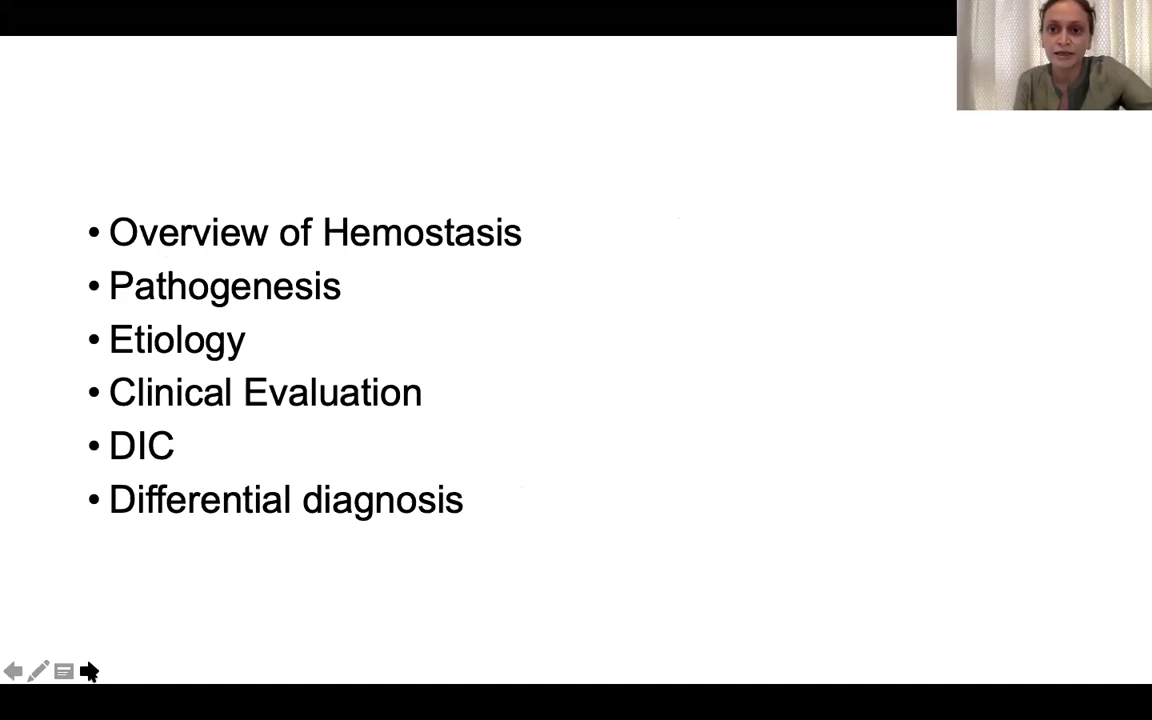 • Overview of Hemostasis
• Pathogenesis
• Etiology
• Clinical Evaluation
• DIC
• Differential diagnosis